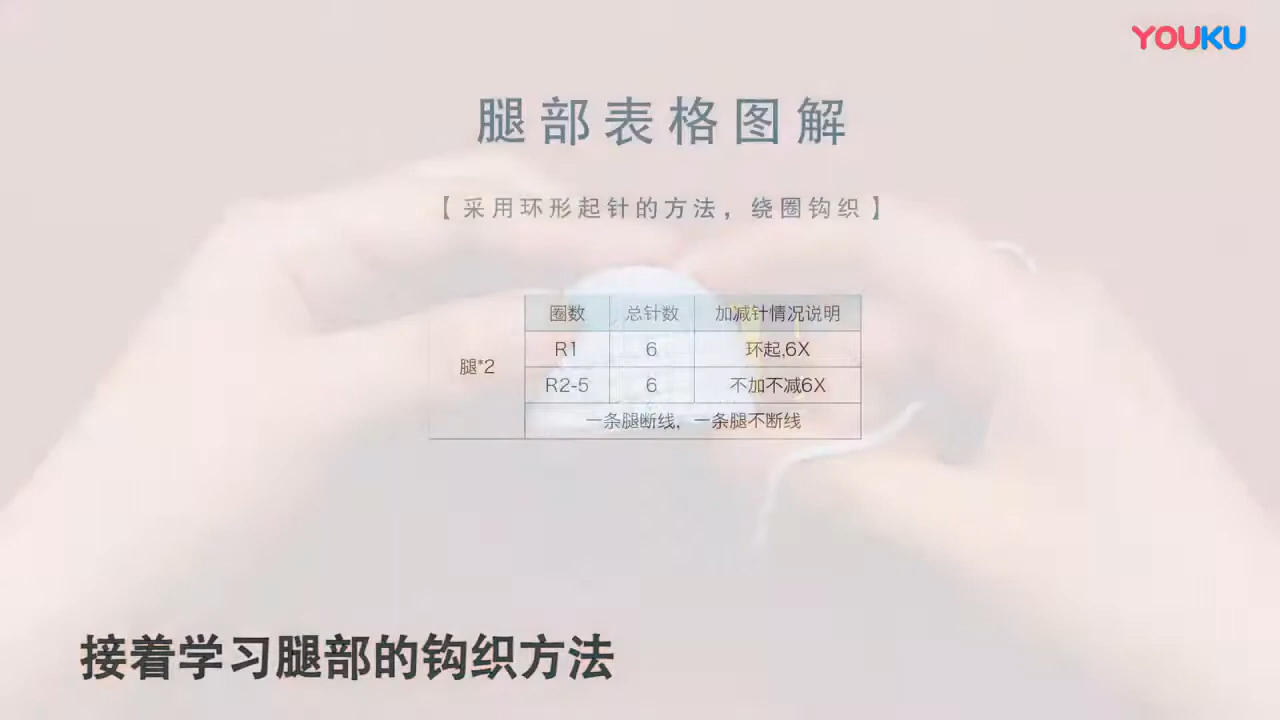 YOUKU
腿部表格图解
【采用环形起针的方法，绕圈钩织】
圈数 总针数 加减针情况说明
腿*2
R1 6 环起,6X
R2-5 6 不加不减6X
一条腿断线，一条腿不断线
接着学习腿部的钩织方法